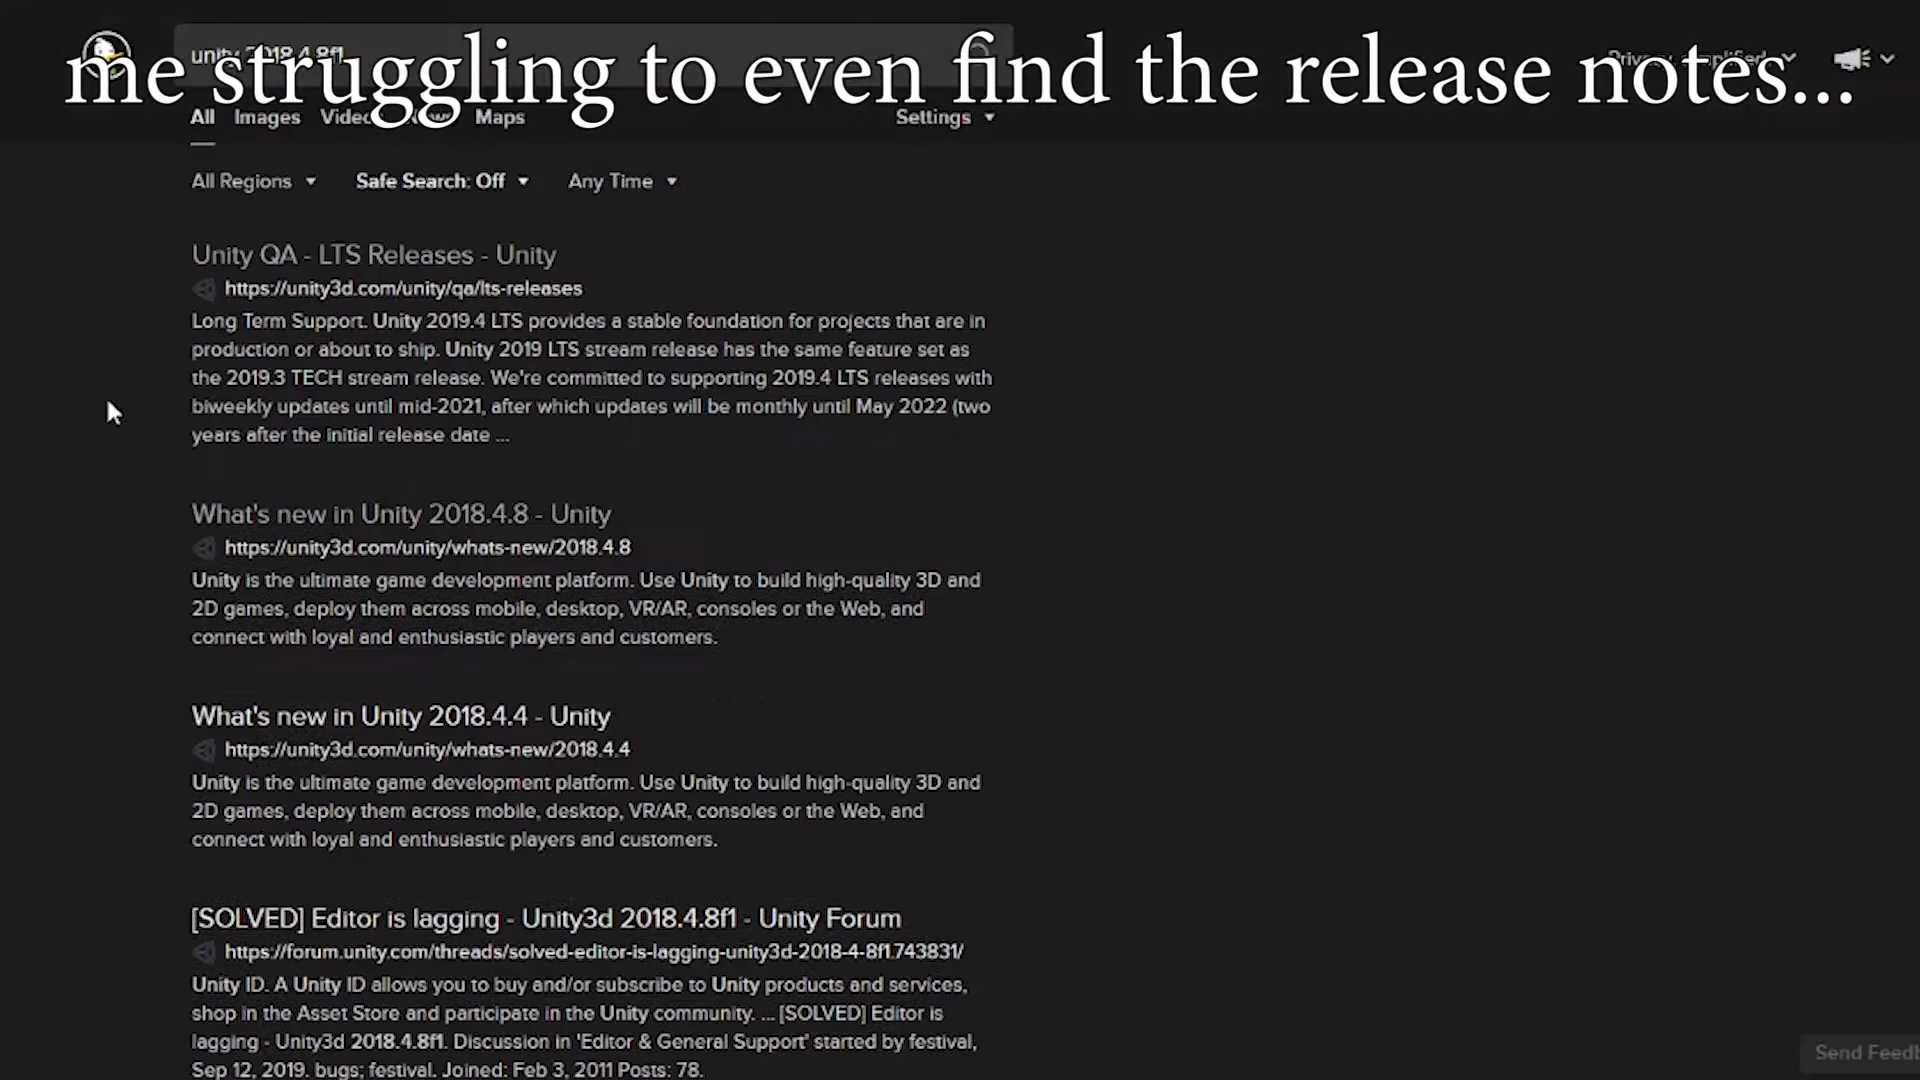 me struggling to even find the release notes...
unity 2018.4.8f1
All Images Videos News Maps Settings
All Regions Safe Search: Off Any Time
Unity QA - LTS Releases - Unity
https://unity3d.com/unity/qa/lts-releases
Long Term Support. Unity 2019.4 LTS provides a stable foundation for projects that are in
production or about to ship. Unity 2019 LTS stream release has the same feature set as
the 2019.3 TECH stream release. We're committed to supporting 2019.4 LTS releases with
biweekly updates until mid-2021, after which updates will be monthly until May 2022 (two
years after the initial release date ...
What's new in Unity 2018.4.8 - Unity
https://unity3d.com/unity/whats-new/2018.4.8
Unity is the ultimate game development platform. Use Unity to build high-quality 3D and
2D games, deploy them across mobile, desktop, VR/AR, consoles or the Web, and
connect with loyal and enthusiastic players and customers.
What's new in Unity 2018.4.4 - Unity
https://unity3d.com/unity/whats-new/2018.4.4
Unity is the ultimate game development platform. Use Unity to build high-quality 3D and
2D games, deploy them across mobile, desktop, VR/AR, consoles or the Web, and
connect with loyal and enthusiastic players and customers.
[SOLVED] Editor is lagging - Unity3d 2018.4.8f1 - Unity Forum
https://forum.unity.com/threads/solved-editor-is-lagging-unity3d-2018-4-8f1.743831/
Unity ID. A Unity ID allows you to buy and/or subscribe to Unity products and services,
shop in the Asset Store and participate in the Unity community. ... [SOLVED] Editor is
lagging - Unity3d 2018.4.8f1. Discussion in 'Editor & General Support' started by festival,
Sep 12, 2019. bugs; festival. Joined: Feb 3, 2011 Posts: 78.
Send Feedb